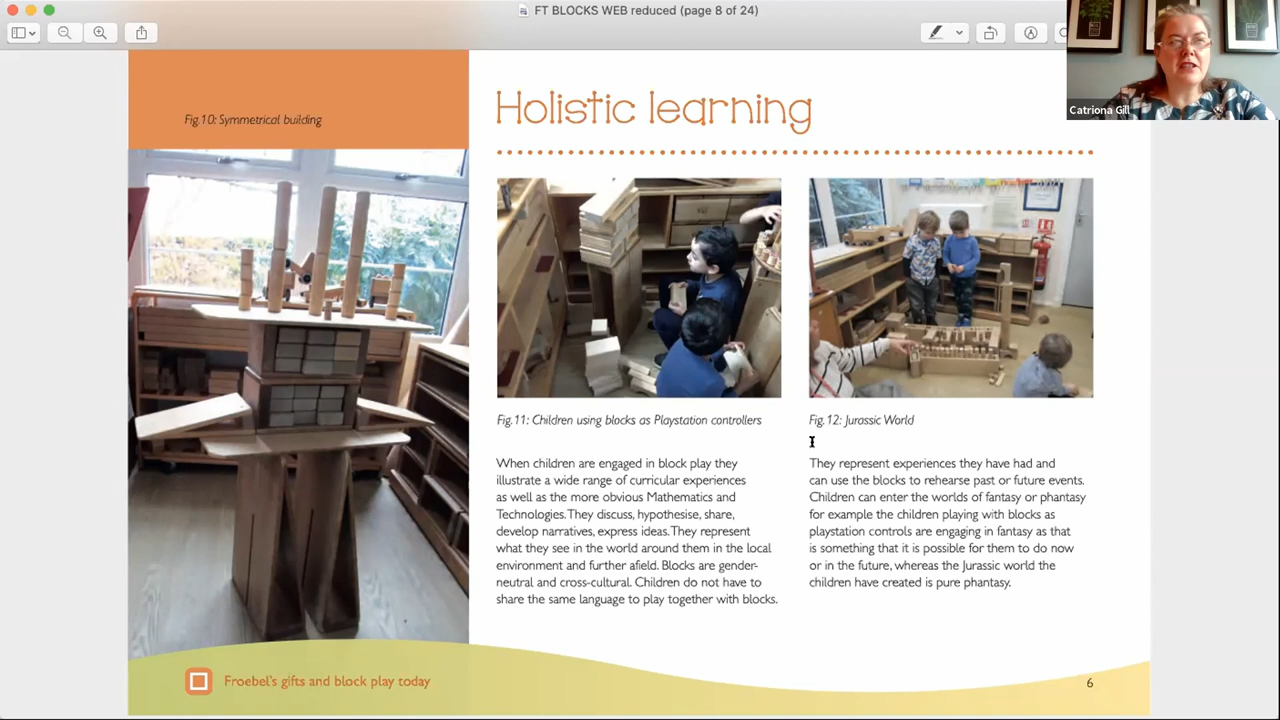 FT BLOCKS WEB reduced (page 8 of 24)
Catriona Gill
Fig.10: Symmetrical building
Holistic learning
Fig.11: Children using blocks as Playstation controllers
When children are engaged in block play they
illustrate a wide range of curricular experiences
as well as the more obvious Mathematics and
Technologies. They discuss, hypothesise, share,
develop narratives, express ideas. They represent
what they see in the world around them in the local
environment and further afield. Blocks are gender-
neutral and cross-cultural. Children do not have to
share the same language to play together with blocks.
Fig.12: Jurassic World
They represent experiences they have had and
can use the blocks to rehearse past or future events.
Children can enter the worlds of fantasy or phantasy
for example the children playing with blocks as
playstation controls are engaging in fantasy as that
is something that it is possible for them to do now
or in the future, whereas the Jurassic world the
children have created is pure phantasy.
Froebel's gifts and block play today
6